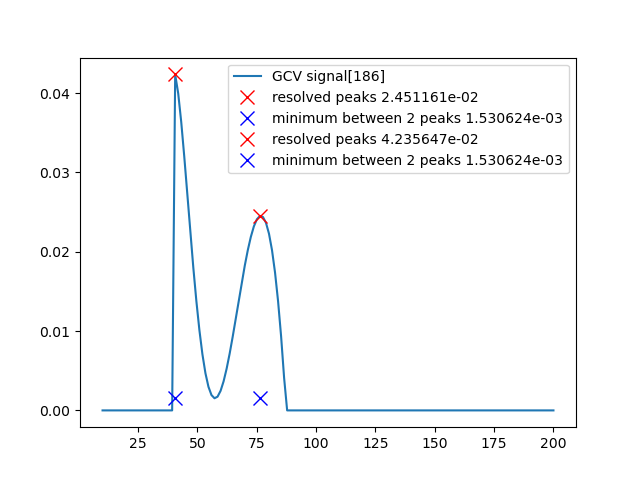 GCV signal[186]
resolved peaks 2.451161e-02
minimum between 2 peaks 1.530624e-03
resolved peaks 4.235647e-02
minimum between 2 peaks 1.530624e-03
0.04
0.03
0.02
0.01
0.00
25 50 75 100 125 150 175 200